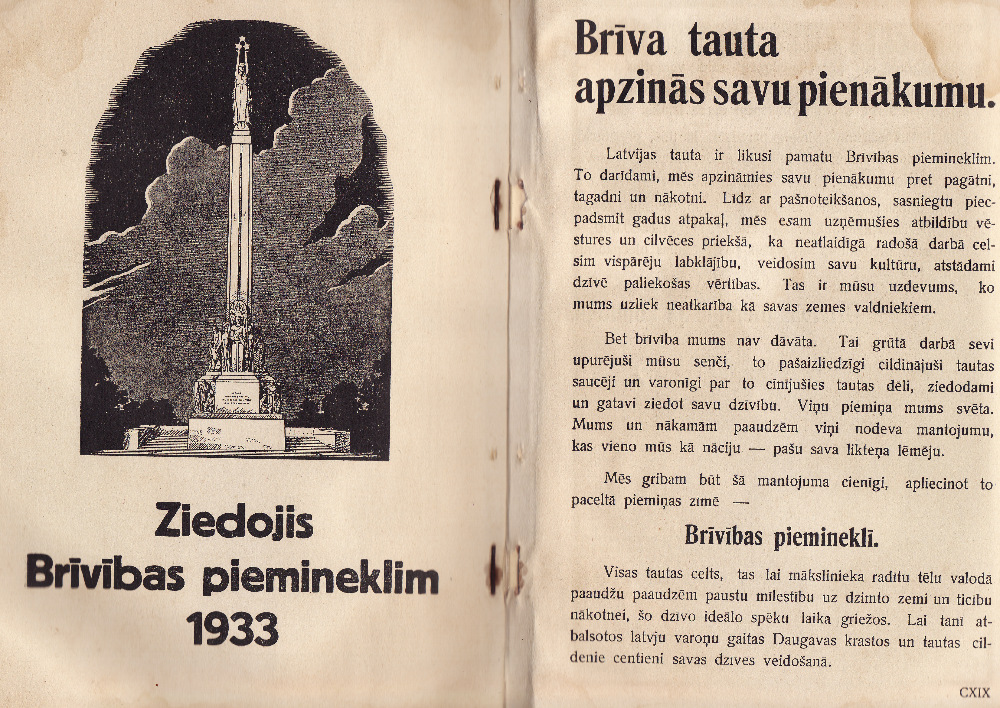 Ziedojis
Brīvības piemineklim
1933
Brīva tauta
apzinās savu pienākumu.
Latvijas tauta ir likusi pamatu Brīvības piemineklim.
To darīdami, mēs apzināmies savu pienākumu pret pagātni,
tagadni un nākotni. Līdz ar pašnoteikšanos, sasniegtu piec-
padsmit gadus atpakaļ, mēs esam uzņēmušies atbildību vē-
stures un cilvēces priekšā, ka neatlaidīgā radošā darbā cel-
sim vispārēju labklājību, veidosim savu kultūru, atstādami
dzīvē paliekošas vērtības. Tas ir mūsu uzdevums, ko
mums uzliek neatkarība kā savas zemes valdniekiem.
Bet brīvība mums nav dāvāta. Tai grūtā darbā sevi
upurējuši mūsu senči, to pašaizliedzīgi cildinājuši tautas
saucēji un varonīgi par to cīnījušies tautas dēli, ziedodami
un gatavi ziedot savu dzīvību. Viņu piemiņa mums svēta.
Mums un nākamām paaudzēm viņi nodeva mantojumu,
kas vieno mūs kā nāciju — pašu sava likteņa lēmēju.
Mēs gribam būt šā mantojuma cienīgi, apliecinot to
paceltā piemiņas zīmē —
Brīvības pieminekli.
Visas tautas celts, tas lai mākslinieka radītu tēlu valodā
paaudžu paaudzēm paustu mīlestību uz dzimto zemi un ticību
nākotnei, šo dzīvo ideālo spēku laika griežos. Lai tanī at-
balsotos latvju varoņu gaitas Daugavas krastos un tautas cil-
denie centieni savas dzīves veidošanā.
CXIX